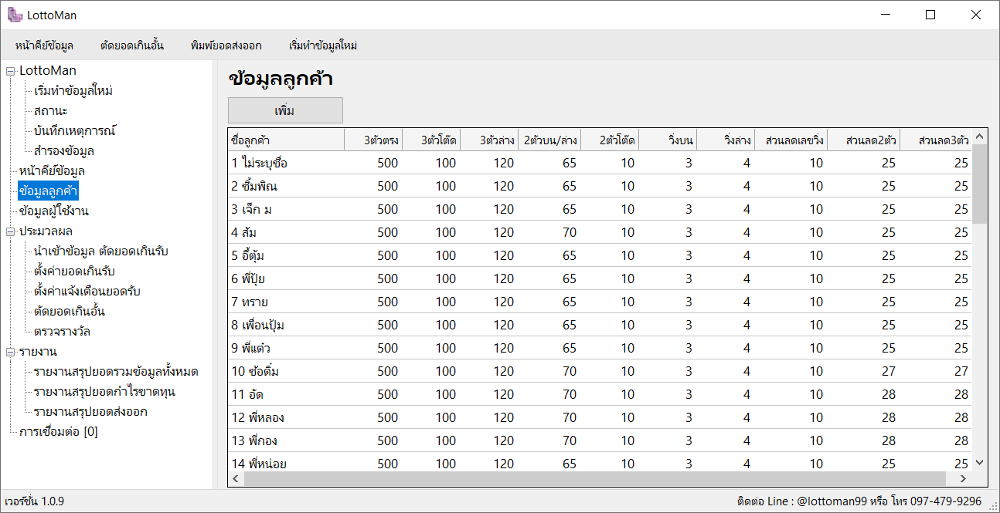 LottoMan
หน้าคีย์ข้อมูล ตัดยอดเกินอั้น พิมพ์ยอดส่งออก เริ่มทำข้อมูลใหม่
LottoMan
เริ่มทำข้อมูลใหม่
สถานะ
บันทึกเหตุการณ์
สำรองข้อมูล
หน้าคีย์ข้อมูล
ข้อมูลลูกค้า
ข้อมูลผู้ใช้งาน
ประมวลผล
นำเข้าข้อมูล ตัดยอดเกินรับ
ตั้งค่ายอดเกินรับ
ตั้งค่าแจ้งเตือนยอดรับ
ตัดยอดเกินอั้น
ตรวจรางวัล
รายงาน
รายงานสรุปยอดรวมข้อมูลทั้งหมด
รายงานสรุปยอดกำไรขาดทุน
รายงานสรุปยอดส่งออก
การเชื่อมต่อ [0]
ข้อมูลลูกค้า
เพิ่ม
ชื่อลูกค้า 3ตัวตรง 3ตัวโต๊ด 3ตัวล่าง 2ตัวบน/ล่าง 2ตัวโต๊ด วิ่งบน วิ่งล่าง ส่วนลดเลขวิ่ง ส่วนลด2ตัว ส่วนลด3ตัว
1 ไม่ระบุชื่อ 500 100 120 65 10 3 4 10 25 25
2 ซิ้มพิณ 500 100 120 65 10 3 4 10 25 25
3 เจ็ก ม 500 100 120 65 10 3 4 10 25 25
4 ส้ม 500 100 120 70 10 3 4 10 25 25
5 อี้ตุ้ม 500 100 120 65 10 3 4 10 25 25
6 พี่ปุ้ย 500 100 120 65 10 3 4 10 25 25
7 ทราย 500 100 120 65 10 3 4 10 25 25
8 เพื่อนปุ้ม 500 100 120 65 10 3 4 10 25 25
9 พี่แต๋ว 500 100 120 65 10 3 4 10 25 25
10 ซ้อติ๋ม 500 100 120 70 10 3 4 10 27 27
11 อัด 500 100 120 70 10 3 4 10 28 28
12 พี่หลอง 500 100 120 70 10 3 4 10 28 28
13 พี่กอง 500 100 120 70 10 3 4 10 28 28
14 พี่หน่อย 500 100 120 65 10 3 4 10 25 25
เวอร์ชั่น 1.0.9 ติดต่อ Line : @lottoman99 หรือ โทร 097-479-9296